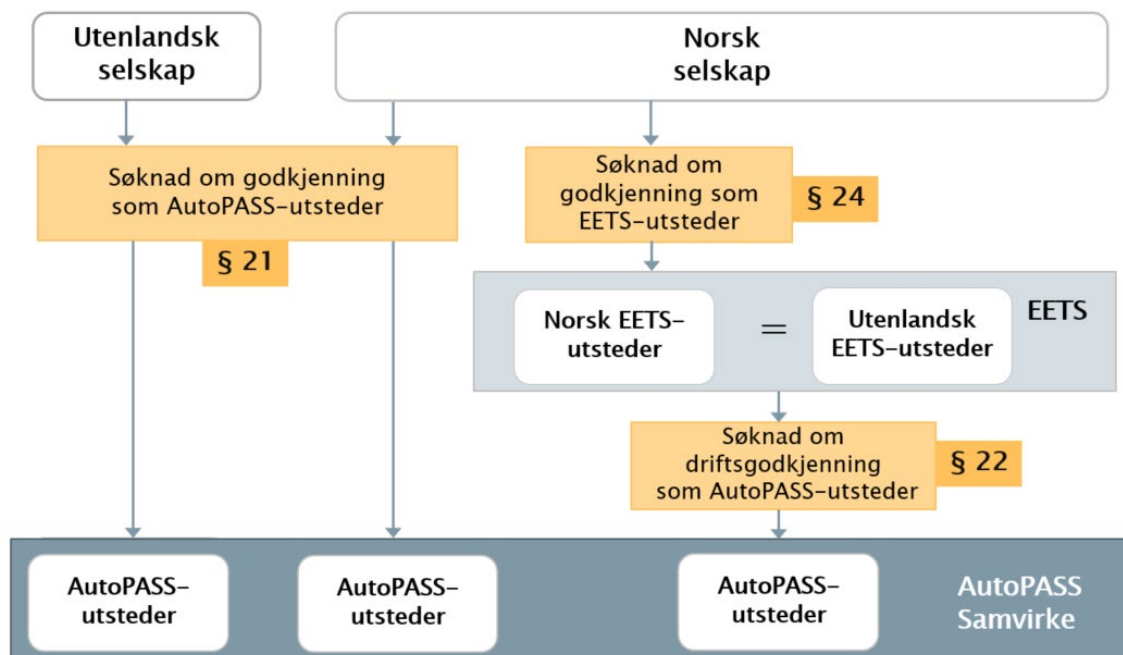 Utenlandsk
selskap
Norsk
selskap
Søknad om godkjenning
som AutoPASS-utsteder
§ 21
Søknad om
godkjenning som
EETS-utsteder
§ 24
Norsk EETS-
utsteder
=
Utenlandsk
EETS-utsteder
EETS
Søknad om
driftsgodkjenning
som AutoPASS-utsteder
§ 22
AutoPASS-
utsteder
AutoPASS-
utsteder
AutoPASS-
utsteder
AutoPASS
Samvirke